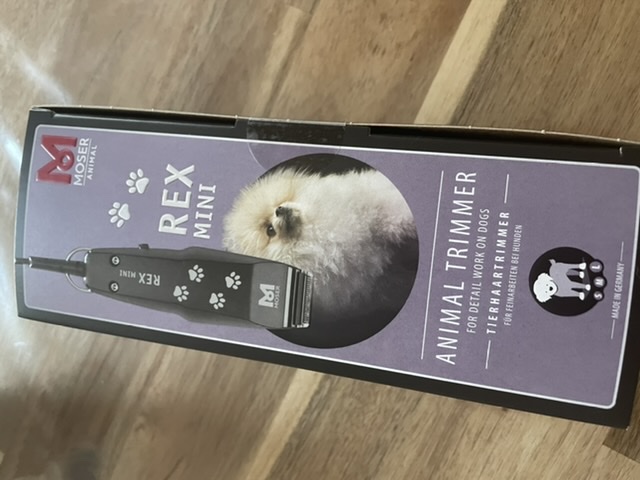 MOSER
ANIMAL
REX
MINI
REX MINI
MOSER
ANIMAL TRIMMER
FOR DETAIL WORK ON DOGS
TIERHAARTRIMMER
FÜR FEINARBEITEN BEI HUNDEN
S M L
MADE IN GERMANY